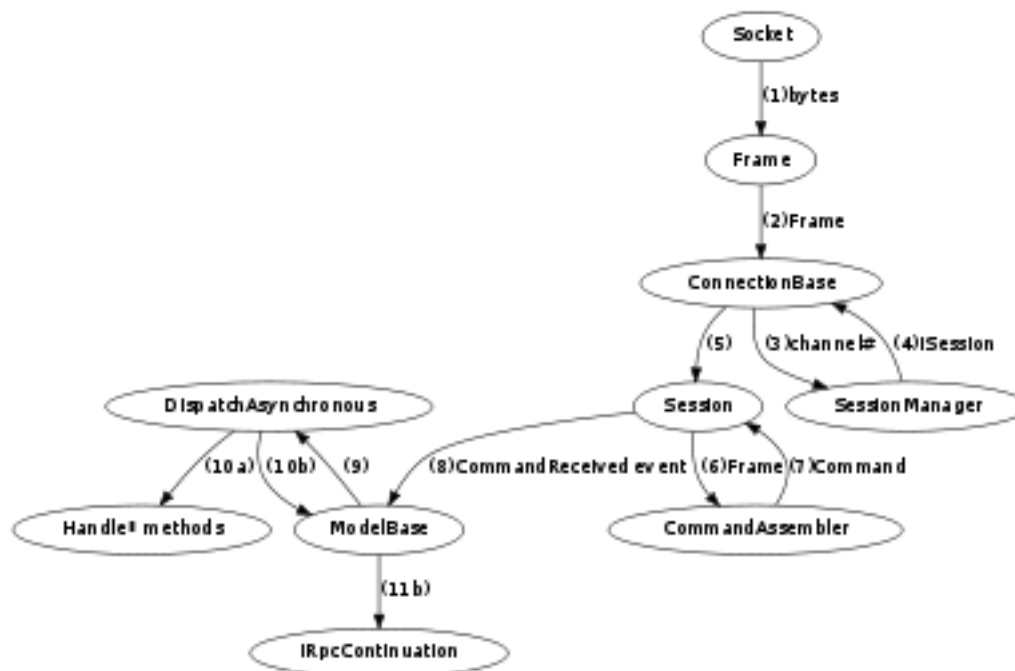 Socket
(1)bytes
Frame
(2)Frame
ConnectionBase
(5)
(3)channel#
(4)ISession
DispatchAsynchronous
Session
SessionManager
(10a)
(10b)
(9)
(8)CommandReceived event
(6)Frame
(7)Command
Handle* methods
ModelBase
CommandAssembler
(11b)
IRpcContinuation